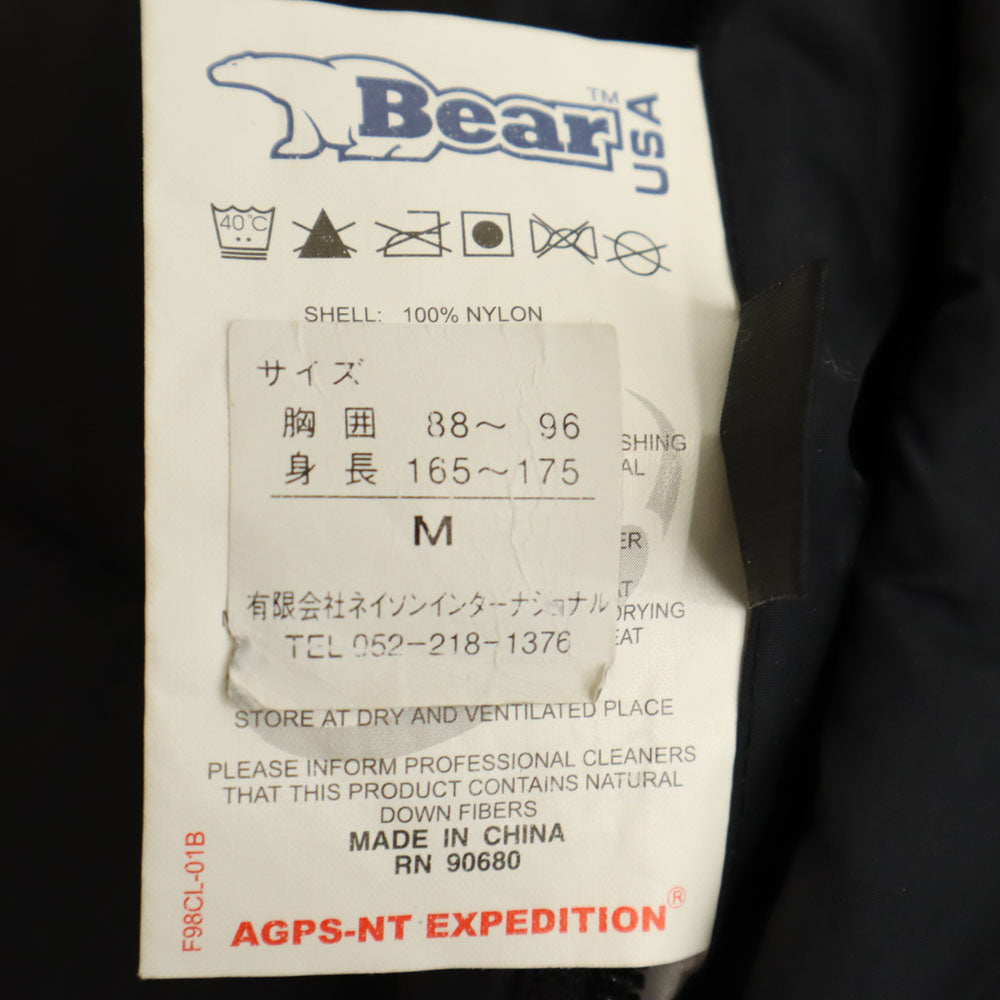 Bear™ USA
40℃
SHELL: 100% NYLON
サイズ
胸囲 88〜96
身長 165〜175
M
有限会社ネイソンインターナショナル
TEL 052-218-1376
SHING
AL
ER
AT
DRYING
EAT
STORE AT DRY AND VENTILATED PLACE
PLEASE INFORM PROFESSIONAL CLEANERS
THAT THIS PRODUCT CONTAINS NATURAL
DOWN FIBERS
MADE IN CHINA
RN 90680
F98CL-01B
AGPS-NT EXPEDITION®